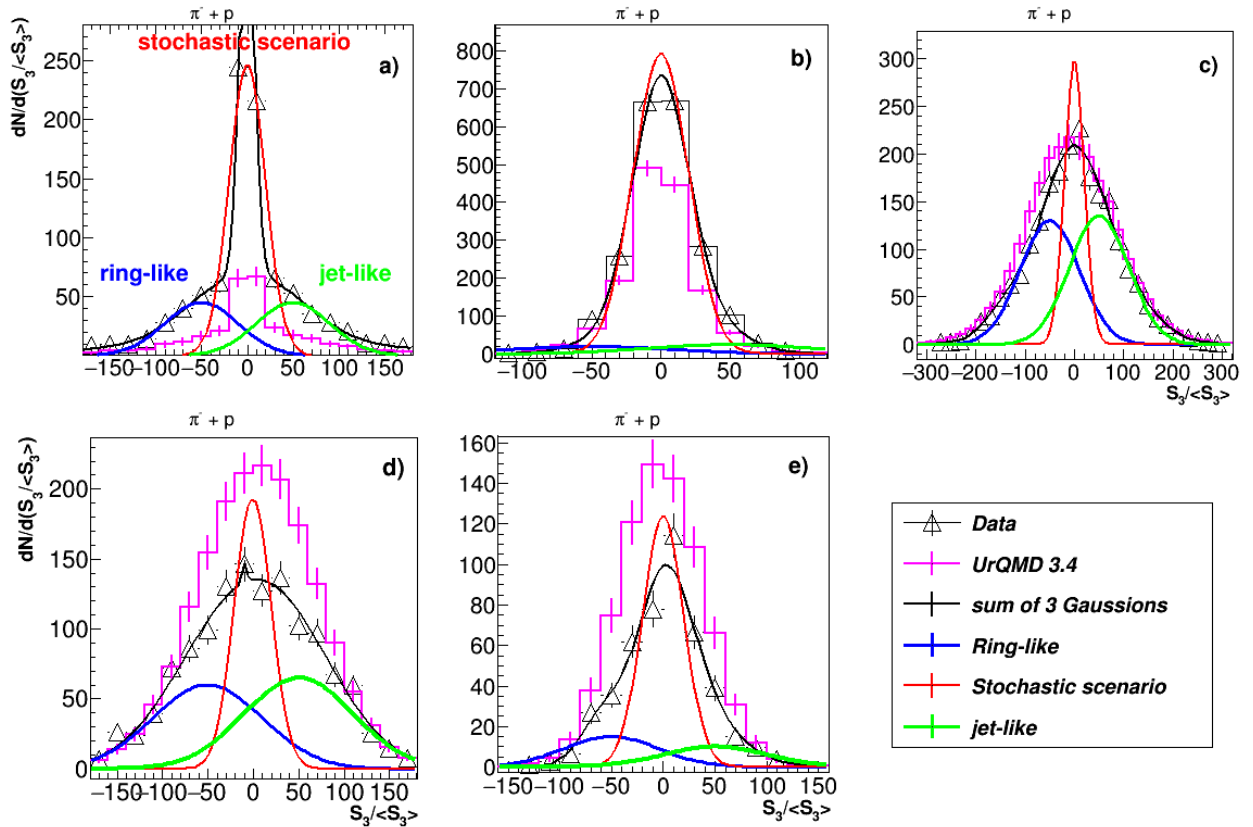 π⁻ + p
dN/d(S₃/<S₃>)
stochastic scenario
a)
ring-like
jet-like
250
200
150
100
50
−150
−100
−50
0
50
100
150
π⁻ + p
b)
800
700
600
500
400
300
200
100
0
−100
−50
0
50
100
π⁻ + p
c)
300
250
200
150
100
50
0
−300
−200
−100
0
100
200
300
S₃/<S₃>
π⁻ + p
dN/d(S₃/<S₃>)
d)
200
150
100
50
0
−150
−100
−50
0
50
100
150
S₃/<S₃>
π⁻ + p
e)
160
140
120
100
80
60
40
20
0
−150
−100
−50
0
50
100
150
S₃/<S₃>
Data
UrQMD 3.4
sum of 3 Gaussions
Ring-like
Stochastic scenario
jet-like